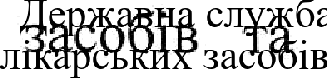 Державна служба
засобів та
лікарських засобів